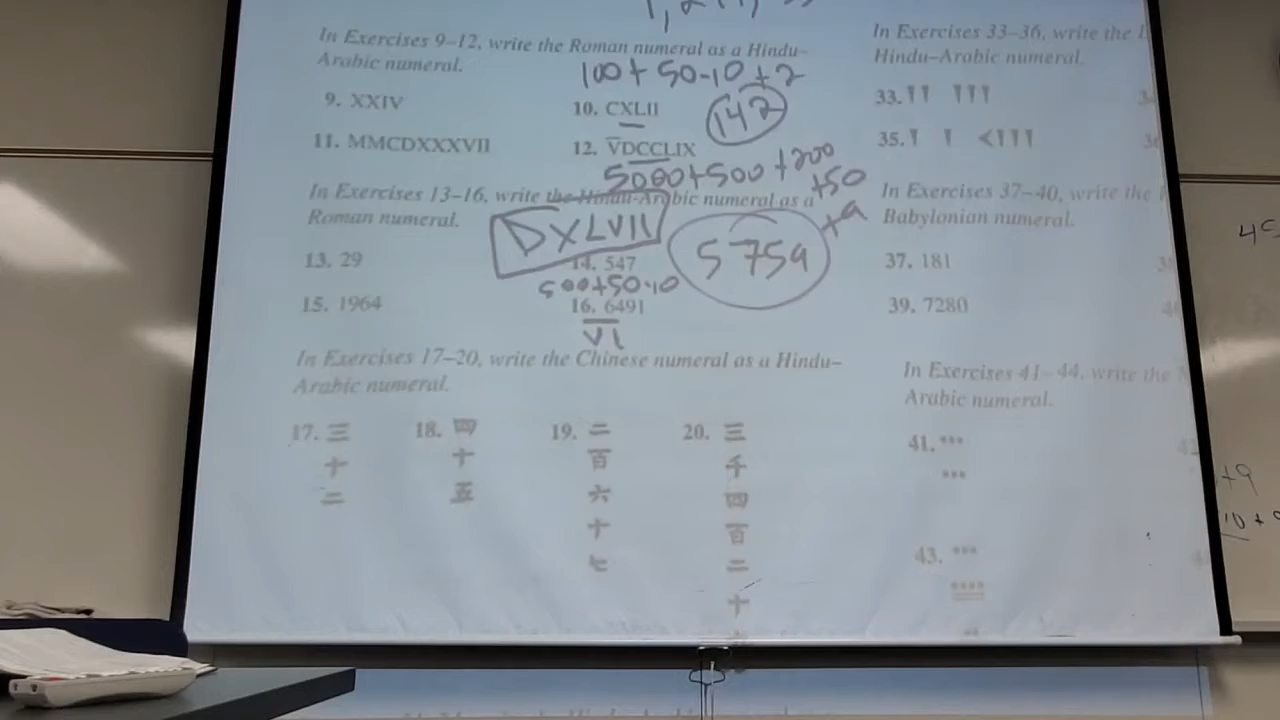 In Exercises 9–12, write the Roman numeral as a Hindu–
Arabic numeral.
100+50-10+2
9. XXIV
10. CXLII
142
11. MMCDXXXVII
12. V̅DCCLIX
5000+500+200
+50
+9
5759
In Exercises 13–16, write the Hindu-Arabic numeral as a
Roman numeral.
DXLVII
13. 29
14. 547
500+50-10
15. 1964
16. 6491
V̅I̅
In Exercises 17–20, write the Chinese numeral as a Hindu–
Arabic numeral.
17. 三
十
二
18. 四
十
五
19. 二
百
六
十
七
20. 三
千
四
百
二
十
In Exercises 33–36, write the
Hindu–Arabic numeral.
33.
35.
In Exercises 37–40, write the
Babylonian numeral.
37. 181
39. 7280
In Exercises 41–44, write the
Arabic numeral.
41. •••
•••
43. •••
••••
+9
10+